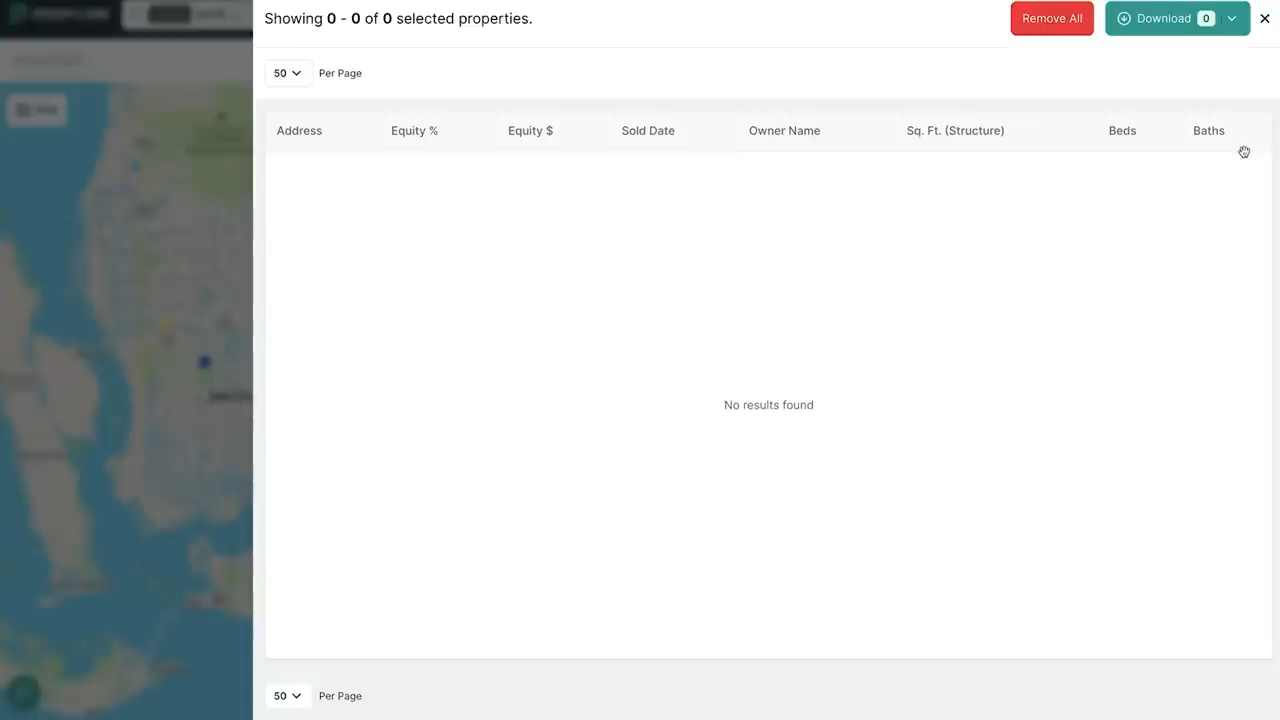 Showing 0 - 0 of 0 selected properties.
Remove All
Download 0
50 Per Page
Address Equity % Equity $ Sold Date Owner Name Sq. Ft. (Structure) Beds Baths
No results found
50 Per Page